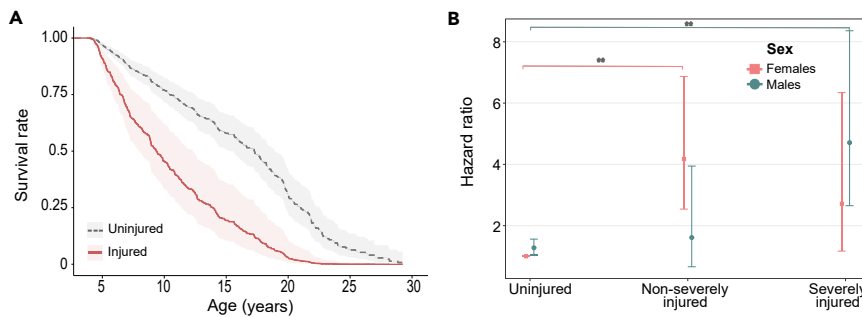 A
Survival rate
1.00
0.75
0.50
0.25
0
Uninjured
Injured
5
10
15
20
25
30
Age (years)
B
Hazard ratio
8
6
4
2
**
**
Sex
Females
Males
Uninjured
Non-severely
injured
Severely
injured